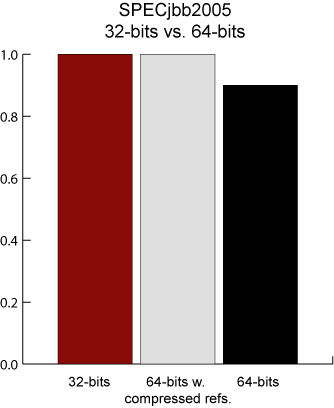 SPECjbb2005
32-bits vs. 64-bits
1.0
0.8
0.6
0.4
0.2
0.0
32-bits
64-bits w.
compressed refs.
64-bits